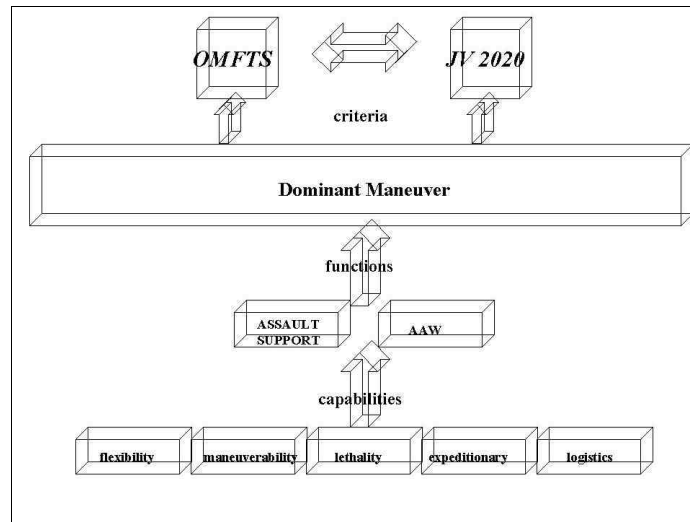 OMFTS
JV 2020
criteria
Dominant Maneuver
functions
ASSAULT
SUPPORT
AAW
capabilities
flexibility
maneuverability
lethality
expeditionary
logistics